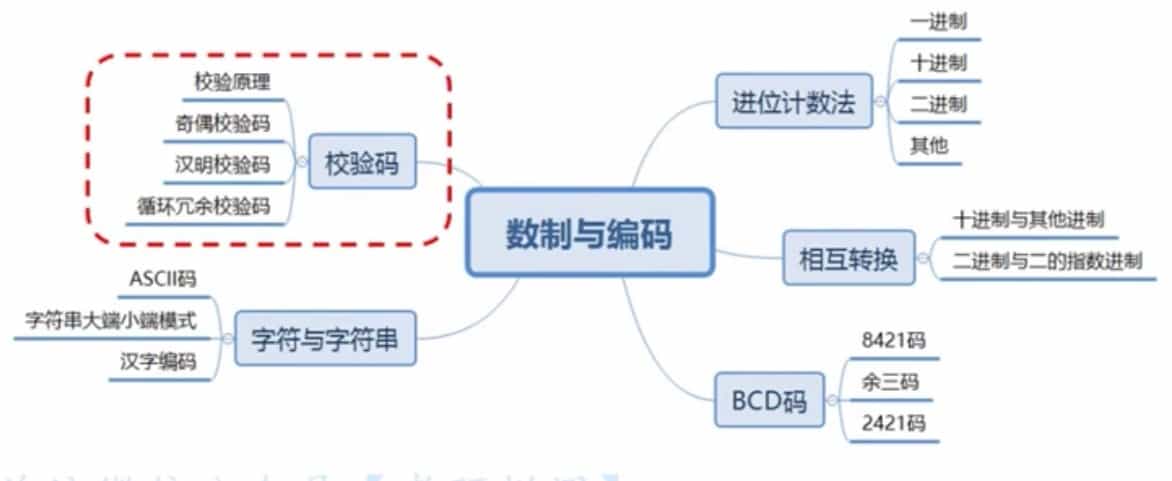 数制与编码
进位计数法
一进制
十进制
二进制
其他
相互转换
十进制与其他进制
二进制与二的指数进制
BCD码
8421码
余三码
2421码
校验码
校验原理
奇偶校验码
汉明校验码
循环冗余校验码
字符与字符串
ASCII码
字符串大端小端模式
汉字编码